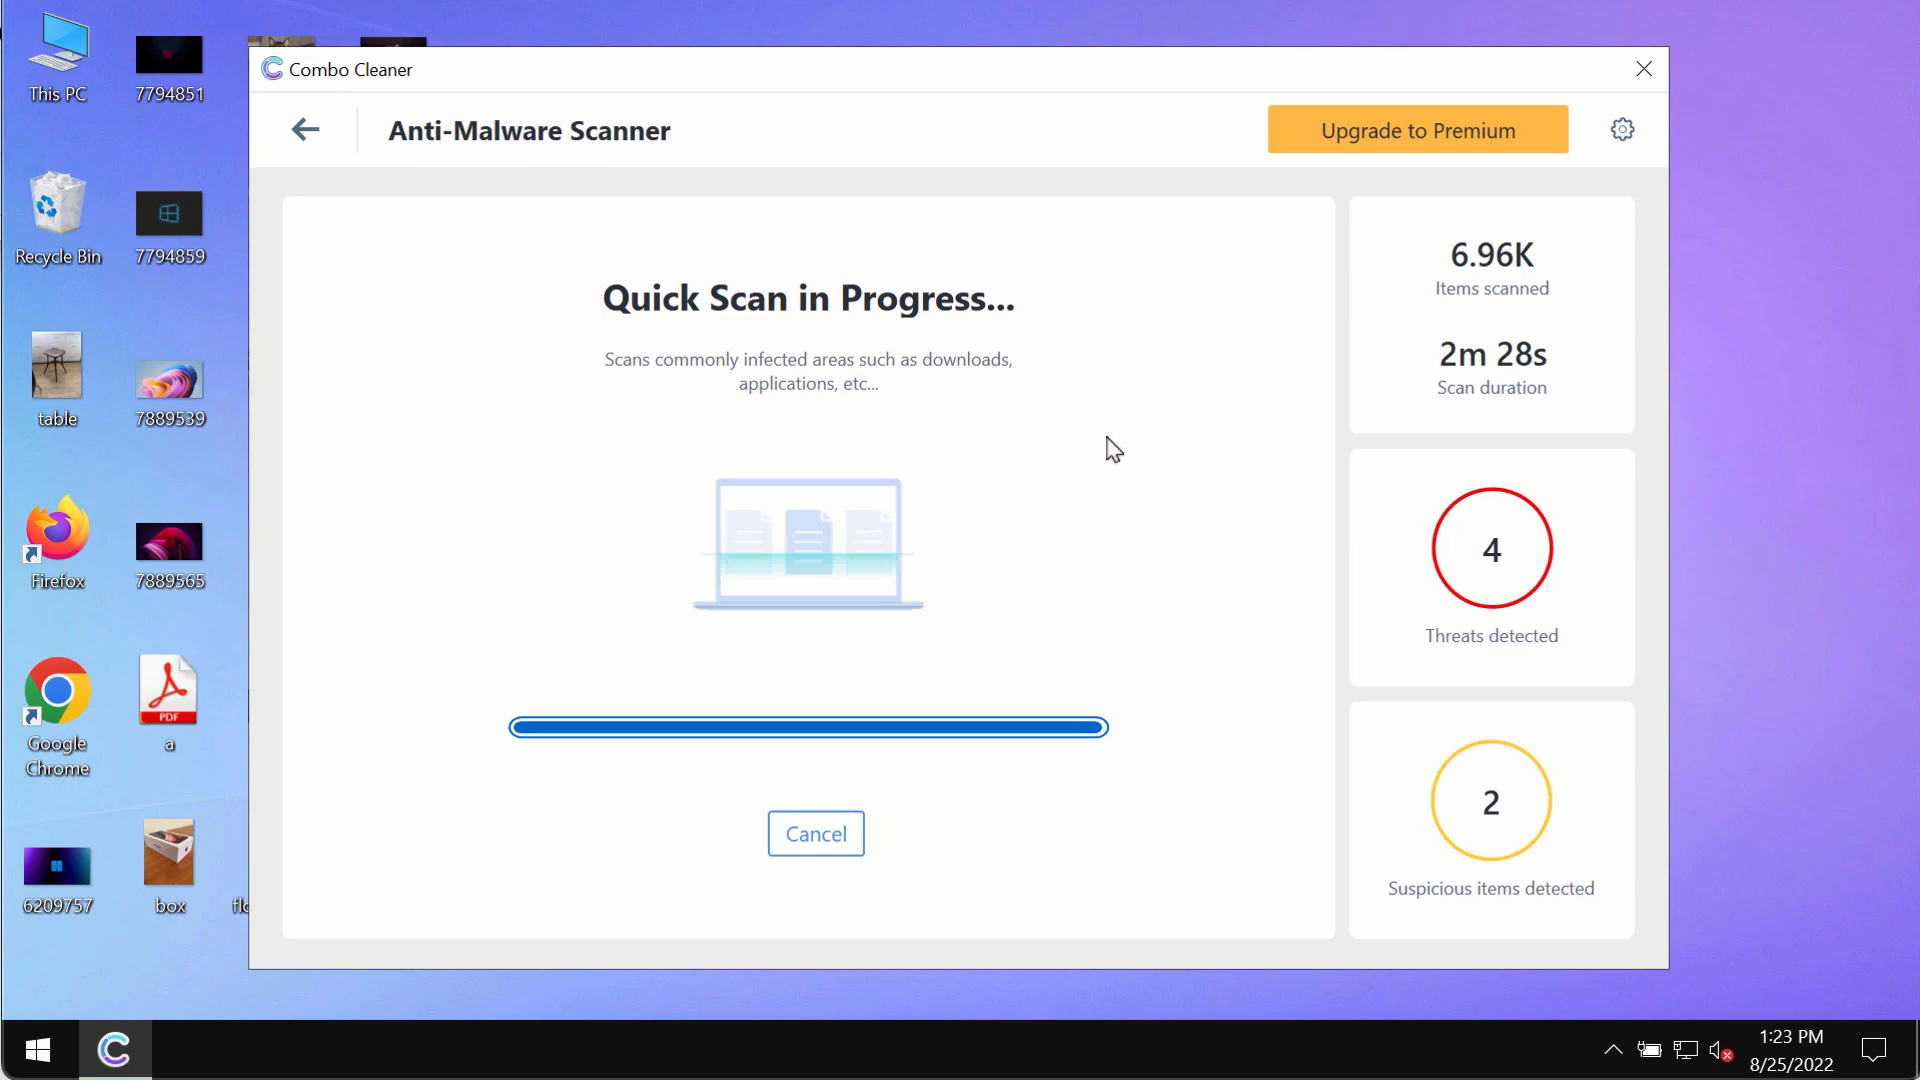 This PC
7794851
Recycle Bin
7794859
table
7889539
Firefox
7889565
Google
Chrome
PDF
a
6209757
box
Combo Cleaner
Anti-Malware Scanner
Upgrade to Premium
Quick Scan in Progress...
Scans commonly infected areas such as downloads,
applications, etc...
Cancel
6.96K
Items scanned
2m 28s
Scan duration
4
Threats detected
2
Suspicious items detected
1:23 PM
8/25/2022